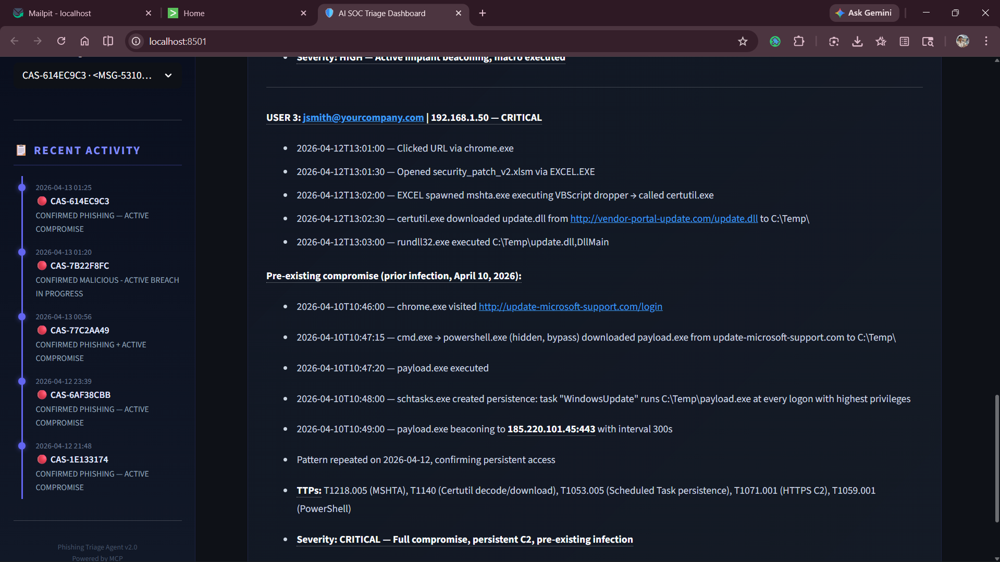 Mailpit - localhost
Home
AI SOC Triage Dashboard
Ask Gemini
localhost:8501
CAS-614EC9C3 · <MSG-5310...
RECENT ACTIVITY
2026-04-13 01:25
CAS-614EC9C3
CONFIRMED PHISHING — ACTIVE
COMPROMISE
2026-04-13 01:20
CAS-7B22F8FC
CONFIRMED MALICIOUS - ACTIVE BREACH
IN PROGRESS
2026-04-13 00:56
CAS-77C2AA49
CONFIRMED PHISHING + ACTIVE
COMPROMISE
2026-04-12 23:39
CAS-6AF38CBB
CONFIRMED PHISHING — ACTIVE
COMPROMISE
2026-04-12 21:48
CAS-1E133174
CONFIRMED PHISHING — ACTIVE
COMPROMISE
Phishing Triage Agent v2.0
Powered by MCP
Severity: HIGH — Active implant beaconing, macro executed
USER 3: jsmith@yourcompany.com | 192.168.1.50 — CRITICAL
2026-04-12T13:01:00 — Clicked URL via chrome.exe
2026-04-12T13:01:30 — Opened security_patch_v2.xlsm via EXCEL.EXE
2026-04-12T13:02:00 — EXCEL spawned mshta.exe executing VBScript dropper → called certutil.exe
2026-04-12T13:02:30 — certutil.exe downloaded update.dll from http://vendor-portal-update.com/update.dll to C:\Temp\
2026-04-12T13:03:00 — rundll32.exe executed C:\Temp\update.dll,DllMain
Pre-existing compromise (prior infection, April 10, 2026):
2026-04-10T10:46:00 — chrome.exe visited http://update-microsoft-support.com/login
2026-04-10T10:47:15 — cmd.exe → powershell.exe (hidden, bypass) downloaded payload.exe from update-microsoft-support.com to C:\Temp\
2026-04-10T10:47:20 — payload.exe executed
2026-04-10T10:48:00 — schtasks.exe created persistence: task "WindowsUpdate" runs C:\Temp\payload.exe at every logon with highest privileges
2026-04-10T10:49:00 — payload.exe beaconing to 185.220.101.45:443 with interval 300s
Pattern repeated on 2026-04-12, confirming persistent access
TTPs: T1218.005 (MSHTA), T1140 (Certutil decode/download), T1053.005 (Scheduled Task persistence), T1071.001 (HTTPS C2), T1059.001
(PowerShell)
Severity: CRITICAL — Full compromise, persistent C2, pre-existing infection